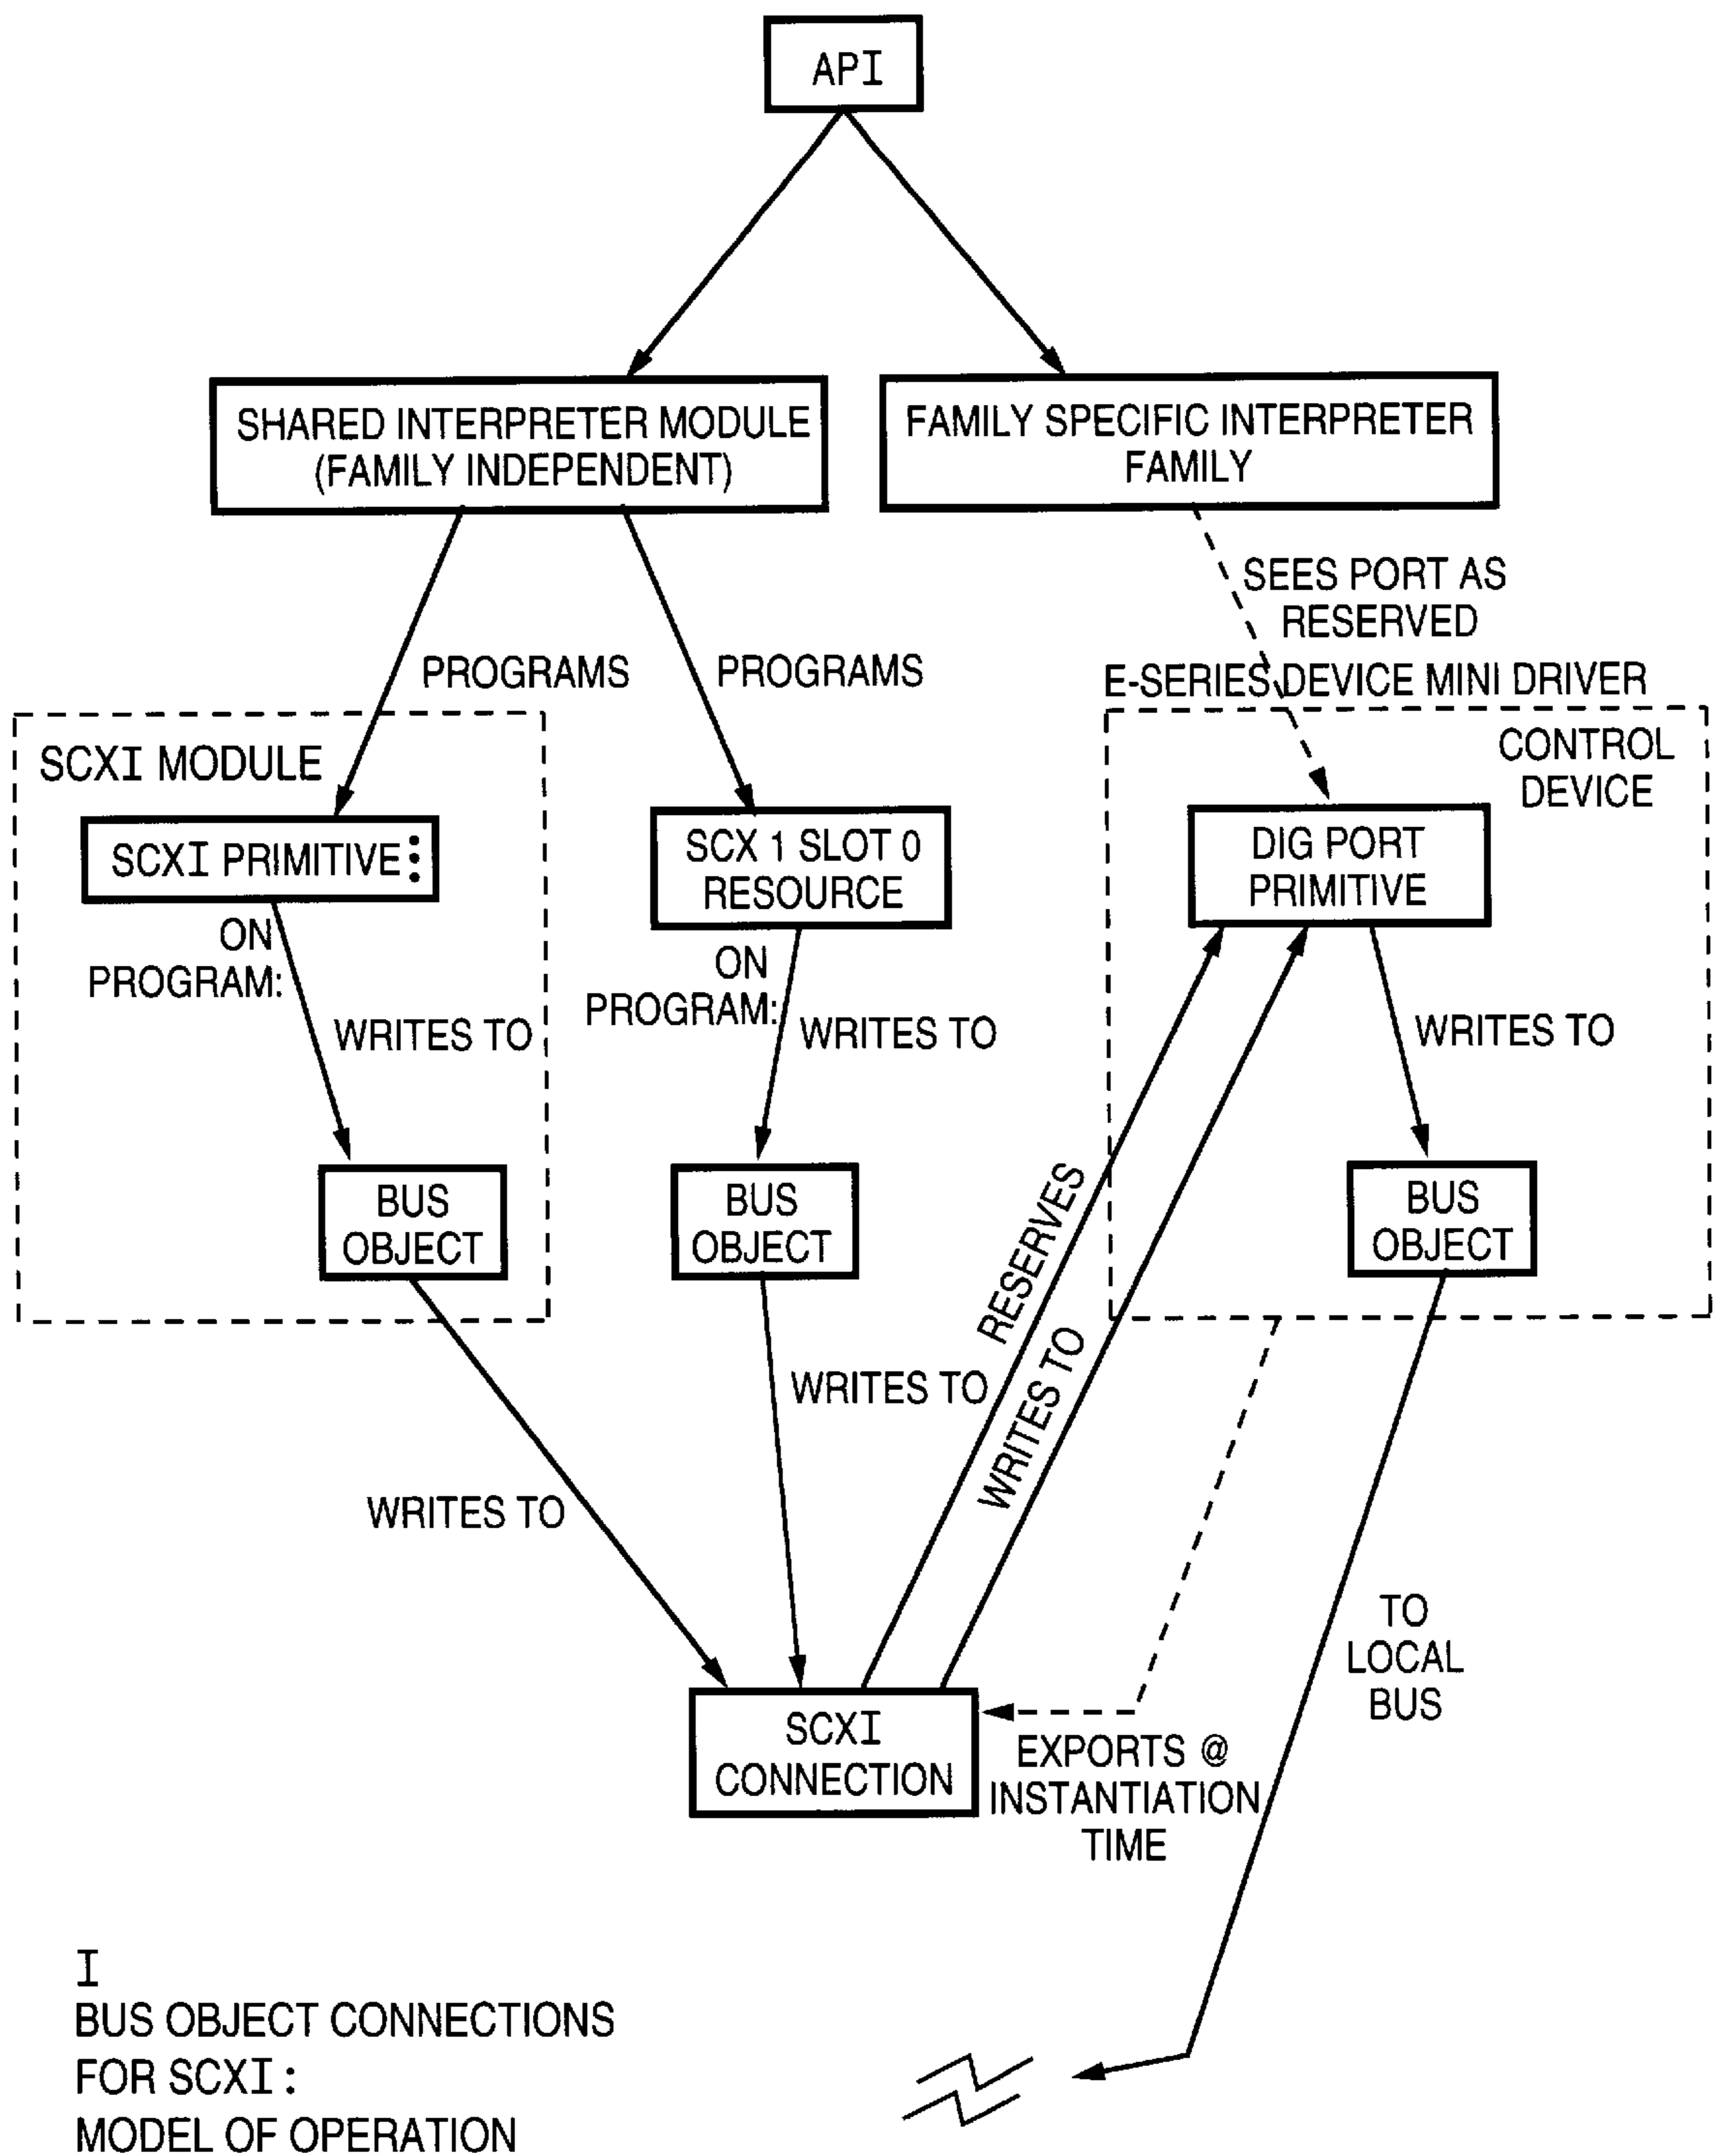 API
SHARED INTERPRETER MODULE
(FAMILY INDEPENDENT)
FAMILY SPECIFIC INTERPRETER
FAMILY
SEES PORT AS
RESERVED
PROGRAMS
PROGRAMS
E-SERIES DEVICE MINI DRIVER
SCXI MODULE
CONTROL
DEVICE
SCXI PRIMITIVE
SCX 1 SLOT 0
RESOURCE
DIG PORT
PRIMITIVE
ON
PROGRAM:
WRITES TO
ON
PROGRAM:
WRITES TO
WRITES TO
BUS
OBJECT
BUS
OBJECT
BUS
OBJECT
RESERVES
WRITES TO
WRITES TO
WRITES TO
TO
LOCAL
BUS
SCXI
CONNECTION
EXPORTS @
INSTANTIATION
TIME
I
BUS OBJECT CONNECTIONS
FOR SCXI:
MODEL OF OPERATION